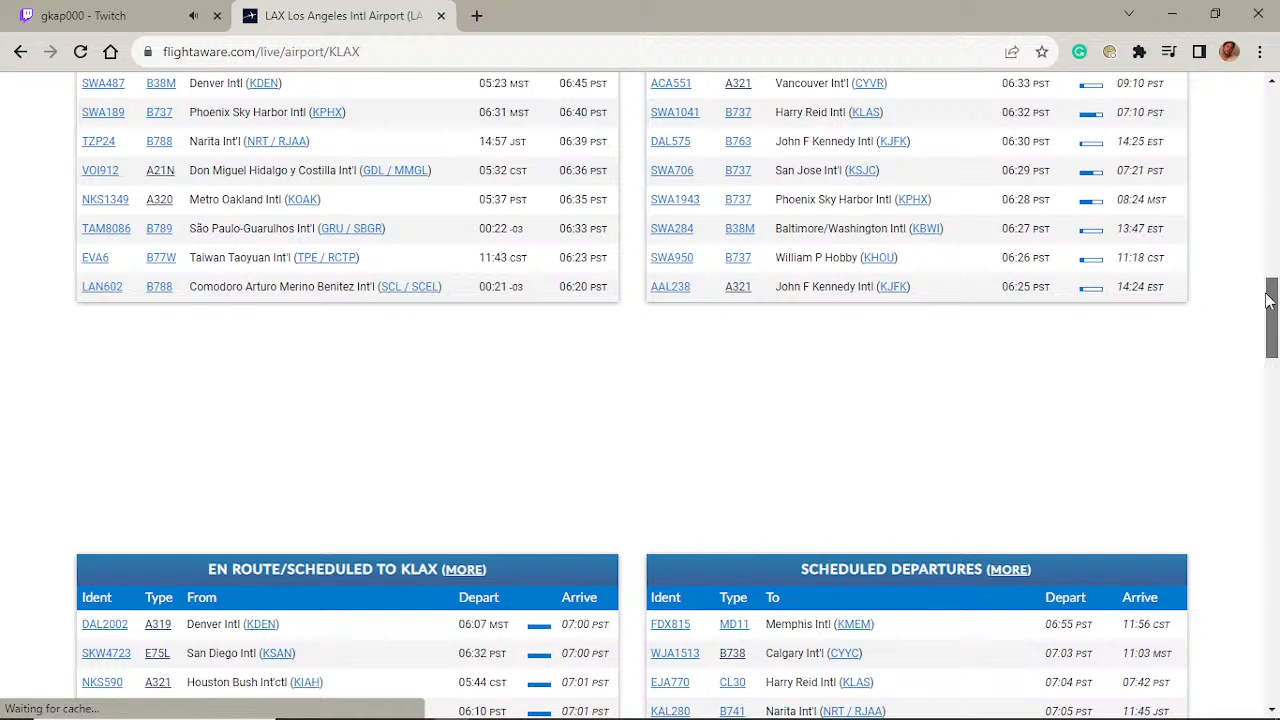 gkap000 - Twitch
LAX Los Angeles Intl Airport (LA
flightaware.com/live/airport/KLAX
SWA487 B38M Denver Intl (KDEN) 05:23 MST 06:45 PST
SWA189 B737 Phoenix Sky Harbor Intl (KPHX) 06:31 MST 06:40 PST
TZP24 B788 Narita Int'l (NRT / RJAA) 14:57 JST 06:39 PST
VOI912 A21N Don Miguel Hidalgo y Costilla Int'l (GDL / MMGL) 05:32 CST 06:36 PST
NKS1349 A320 Metro Oakland Intl (KOAK) 05:37 PST 06:35 PST
TAM8086 B789 São Paulo-Guarulhos Int'l (GRU / SBGR) 00:22 -03 06:33 PST
EVA6 B77W Taiwan Taoyuan Int'l (TPE / RCTP) 11:43 CST 06:23 PST
LAN602 B788 Comodoro Arturo Merino Benitez Int'l (SCL / SCEL) 00:21 -03 06:20 PST
ACA551 A321 Vancouver Int'l (CYVR) 06:33 PST 09:10 PST
SWA1041 B737 Harry Reid Intl (KLAS) 06:32 PST 07:10 PST
DAL575 B763 John F Kennedy Intl (KJFK) 06:30 PST 14:25 EST
SWA706 B737 San Jose Int'l (KSJC) 06:29 PST 07:21 PST
SWA1943 B737 Phoenix Sky Harbor Intl (KPHX) 06:28 PST 08:24 MST
SWA284 B38M Baltimore/Washington Intl (KBWI) 06:27 PST 13:47 EST
SWA950 B737 William P Hobby (KHOU) 06:26 PST 11:18 CST
AAL238 A321 John F Kennedy Intl (KJFK) 06:25 PST 14:24 EST
EN ROUTE/SCHEDULED TO KLAX (MORE)
Ident Type From Depart Arrive
DAL2002 A319 Denver Intl (KDEN) 06:07 MST 07:00 PST
SKW4723 E75L San Diego Intl (KSAN) 06:32 PST 07:00 PST
NKS590 A321 Houston Bush Int'ctl (KIAH) 05:44 CST 07:01 PST
06:10 PST 07:01 PST
SCHEDULED DEPARTURES (MORE)
Ident Type To Depart Arrive
FDX815 MD11 Memphis Intl (KMEM) 06:55 PST 11:56 CST
WJA1513 B738 Calgary Int'l (CYYC) 07:03 PST 11:03 MST
EJA770 CL30 Harry Reid Intl (KLAS) 07:04 PST 07:42 PST
KAL280 B741 Narita Int'l (NRT / RJAA) 07:05 PST 11:45 JST
Waiting for cache...